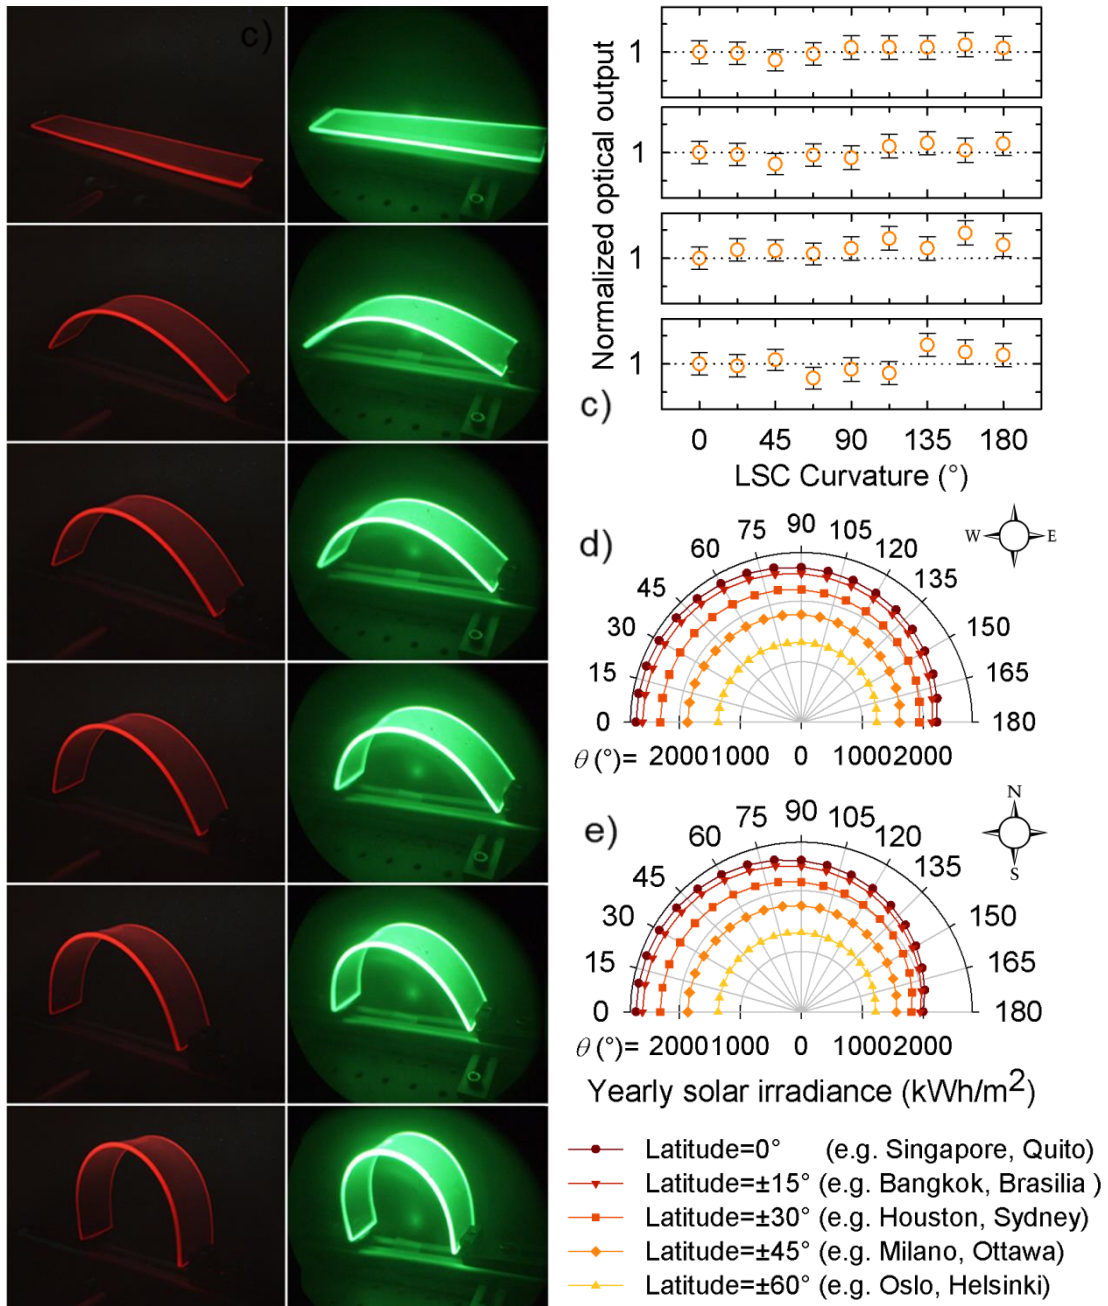 c)
Normalized optical output
1
1
1
1
c)
0 45 90 135 180
LSC Curvature (°)
d)
W E
0 15 30 45 60 75 90 105 120 135 150 165 180
θ (°)= 2000 1000 0 1000 2000
e)
N
S
0 15 30 45 60 75 90 105 120 135 150 165 180
θ (°)= 2000 1000 0 1000 2000
Yearly solar irradiance (kWh/m²)
Latitude=0° (e.g. Singapore, Quito)
Latitude=±15° (e.g. Bangkok, Brasilia )
Latitude=±30° (e.g. Houston, Sydney)
Latitude=±45° (e.g. Milano, Ottawa)
Latitude=±60° (e.g. Oslo, Helsinki)